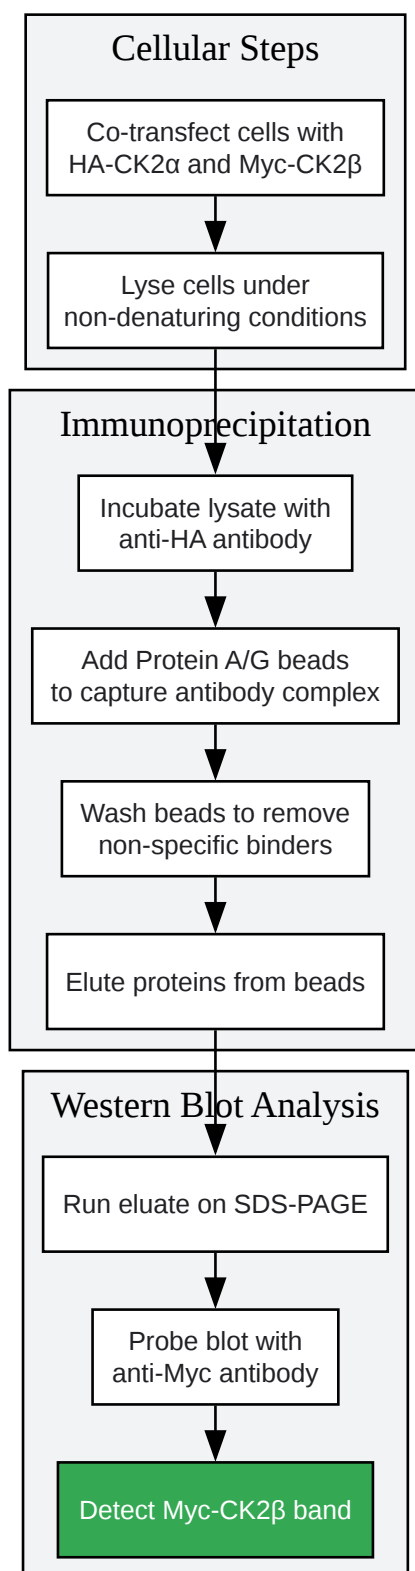 Cellular Steps
Co-transfect cells with
HA-CK2α and Myc-CK2β
Lyse cells under
non-denaturing conditions
Immunoprecipitation
Incubate lysate with
anti-HA antibody
Add Protein A/G beads
to capture antibody complex
Wash beads to remove
non-specific binders
Elute proteins from beads
Western Blot Analysis
Run eluate on SDS-PAGE
Probe blot with
anti-Myc antibody
Detect Myc-CK2β band